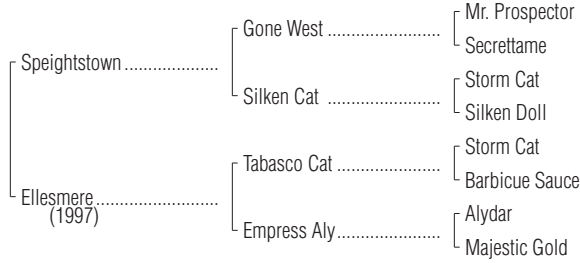 Mr. Prospector
Gone West ......................
Secrettame
Speightstown ...................
Storm Cat
Silken Cat ......................
Silken Doll
Storm Cat
Tabasco Cat ....................
Barbicue Sauce
Ellesmere.........................
(1997)
Alydar
Empress Aly....................
Majestic Gold